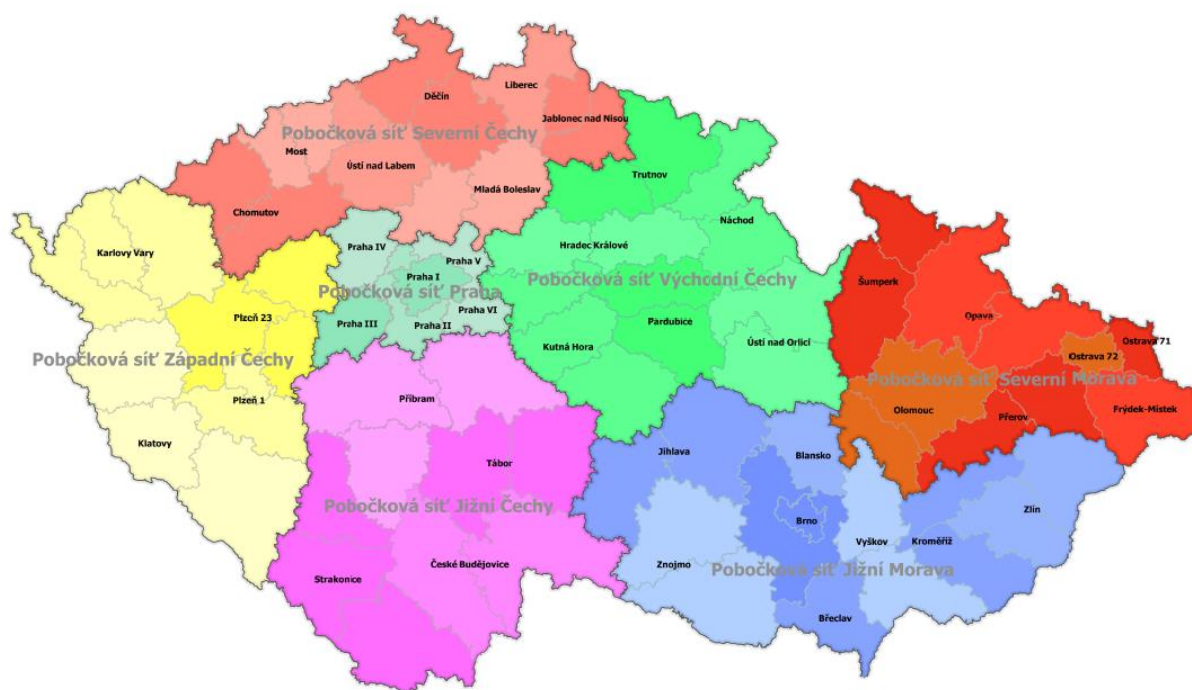 Děčín
Liberec
Jablonec nad Nisou
Pobočková síť Severní Čechy
Most
Ústí nad Labem
Mladá Boleslav
Chomutov
Trutnov
Náchod
Karlovy Vary
Praha IV
Praha V
Praha I
Pobočková síť Praha
Praha VI
Praha III
Praha II
Hradec Králové
Pobočková síť Východní Čechy
Pardubice
Kutná Hora
Ústí nad Orlicí
Plzeň 23
Pobočková síť Západní Čechy
Plzeň 1
Klatovy
Šumperk
Opava
Ostrava 71
Ostrava 72
Pobočková síť Severní Morava
Olomouc
Přerov
Frýdek-Místek
Příbram
Tábor
Pobočková síť Jižní Čechy
České Budějovice
Strakonice
Jihlava
Blansko
Brno
Vyškov
Kroměříž
Zlín
Znojmo
Pobočková síť Jižní Morava
Břeclav